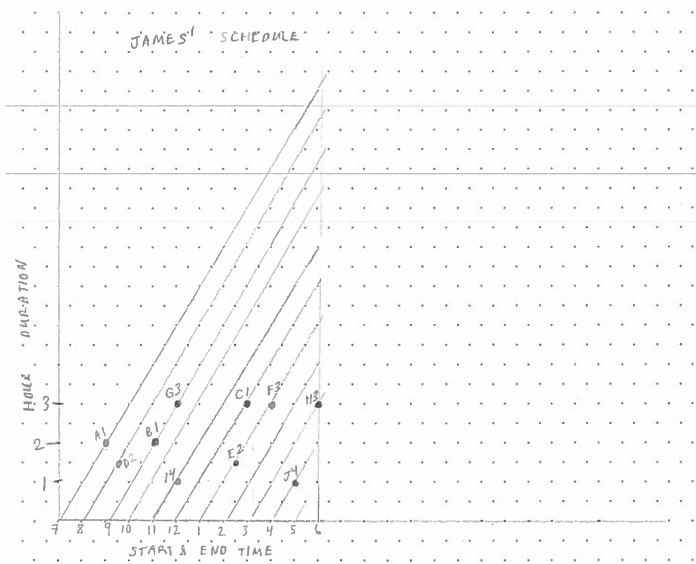 JAMES' SCHEDULE
HOUR DURATION
G3
C1
F3
H3
3
A1
B1
2
D2
E2
I4
J4
1
7 8 9 10 11 12 1 2 3 4 5 6
START & END TIME